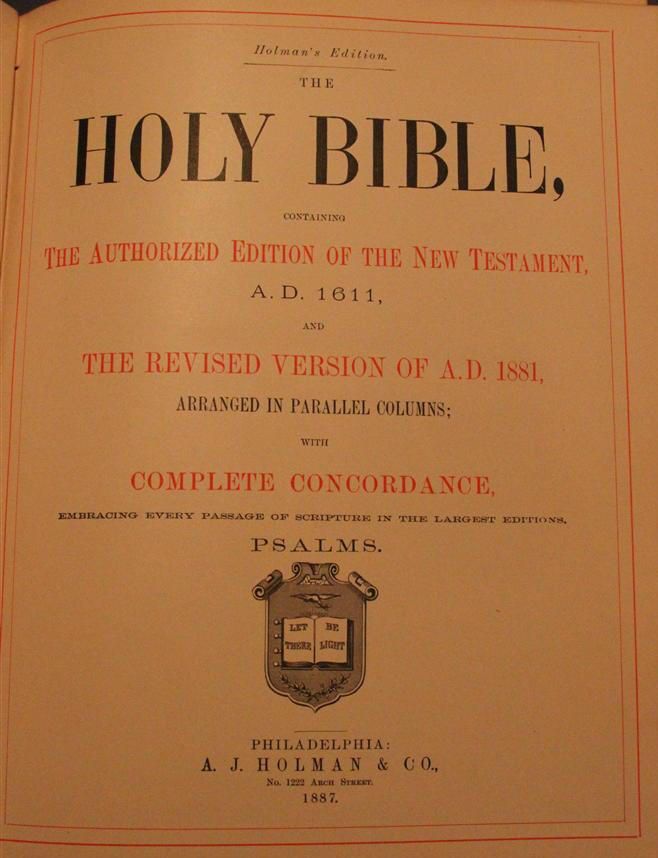 Holman's Edition.
THE
HOLY BIBLE,
CONTAINING
THE AUTHORIZED EDITION OF THE NEW TESTAMENT,
A. D. 1611,
AND
THE REVISED VERSION OF A.D. 1881,
ARRANGED IN PARALLEL COLUMNS;
WITH
COMPLETE CONCORDANCE,
EMBRACING EVERY PASSAGE OF SCRIPTURE IN THE LARGEST EDITIONS.
PSALMS.
LET BE
THERE LIGHT
PHILADELPHIA:
A. J. HOLMAN & CO.,
No. 1222 ARCH STREET.
1887.